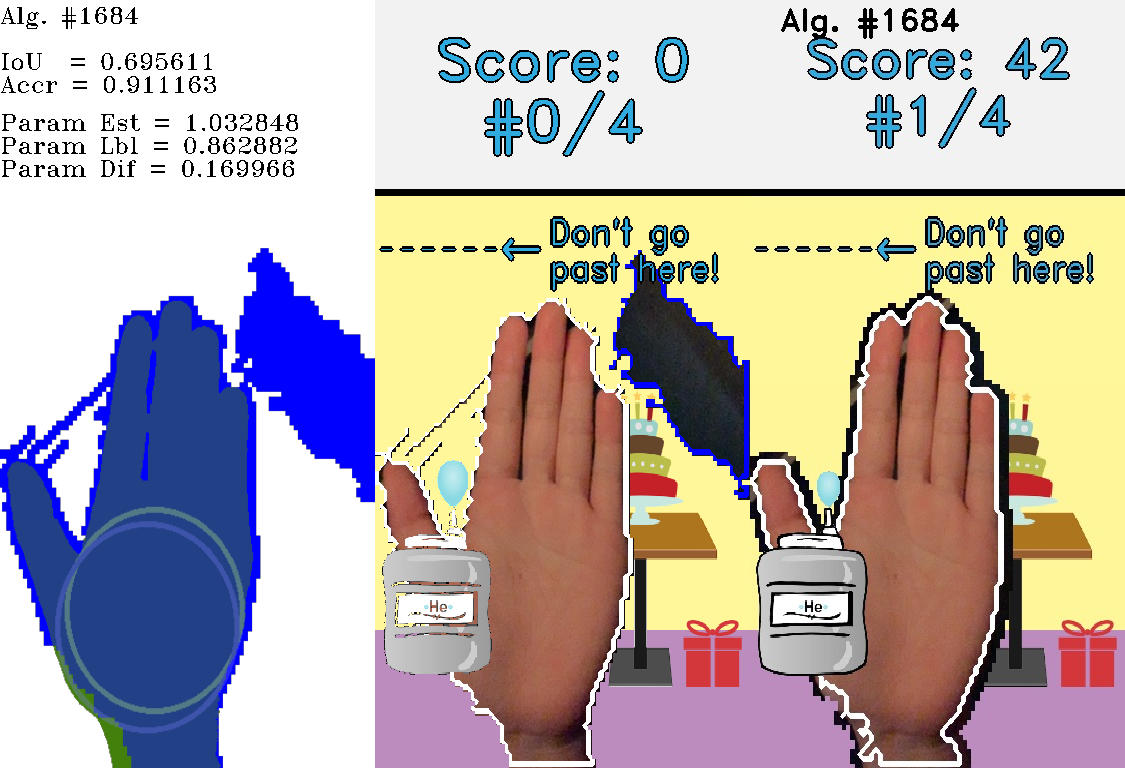 Alg. #1684
IoU = 0.695611
Accr = 0.911163
Param Est = 1.032848
Param Lbl = 0.862882
Param Dif = 0.169966
Score: 0
#0/4
Don't go
past here!
He
Alg. #1684
Score: 42
#1/4
Don't go
past here!
He